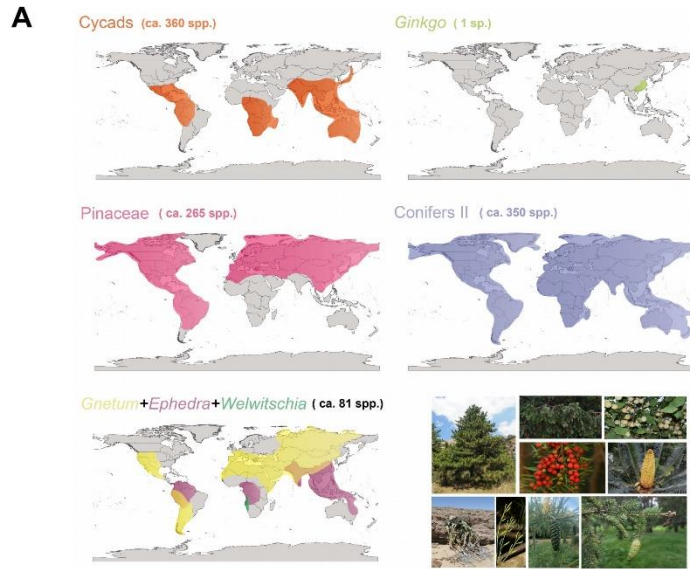 A
Cycads (ca. 360 spp.)
Ginkgo ( 1 sp.)
Pinaceae ( ca. 265 spp.)
Conifers II ( ca. 350 spp.)
Gnetum+Ephedra+Welwitschia ( ca. 81 spp.)